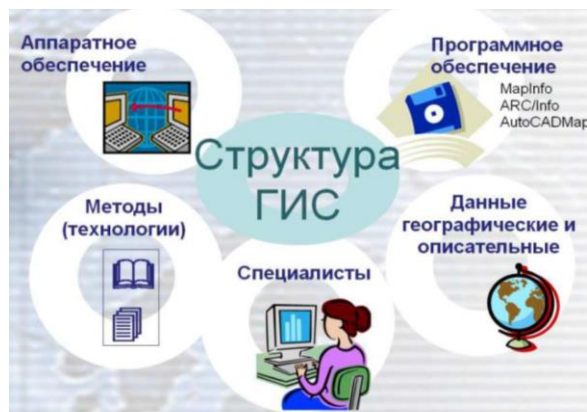 Аппаратное
обеспечение
Программное
обеспечение
MapInfo
ARC/Info
AutoCADMap
Структура
ГИС
Методы
(технологии)
Данные
географические и
описательные
Специалисты